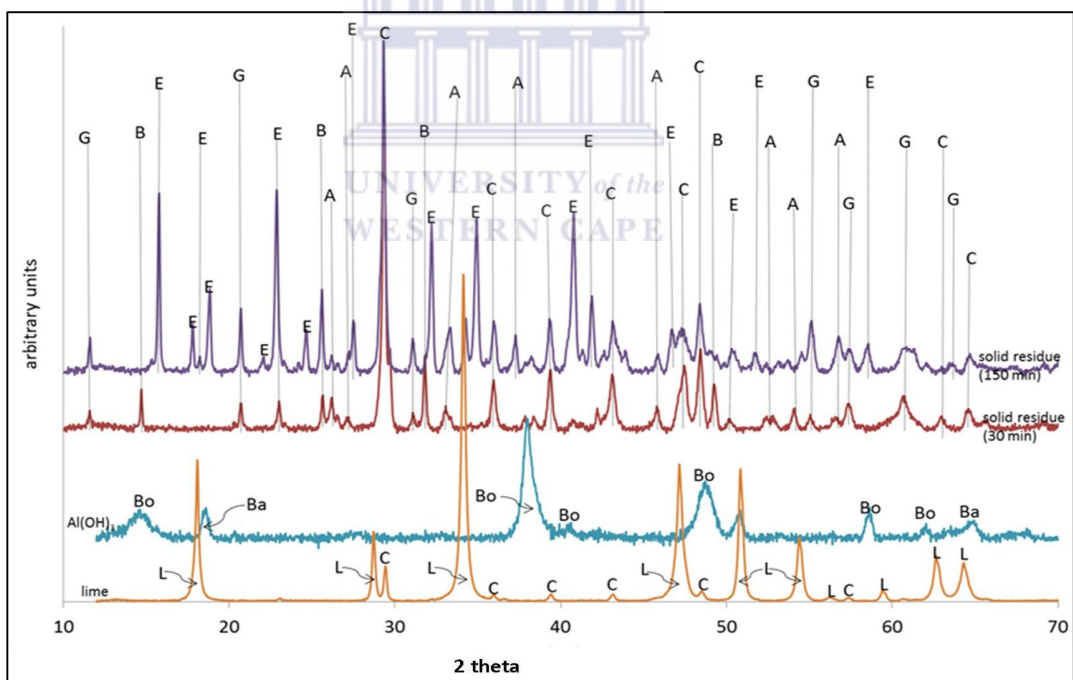 E
C
G
A
C
A
A
A
E
E
G
E
B
B
G
E
E
B
B
E
A
G
C
UNIVERSITY of the
A
G
C
E
E
C
E
C
E
A
G
G
WESTERN CAPE
C
E
E
E
E
E
arbitrary units
solid residue
(150 min)
solid residue
(30 min)
Bo
Ba
Bo
Bo
Bo
Bo
Bo
Ba
Al(OH)3
L
L
C
L
C
C
C
L
C
L
L
C
L
L
L
lime
10
20
30
40
50
60
70
2 theta